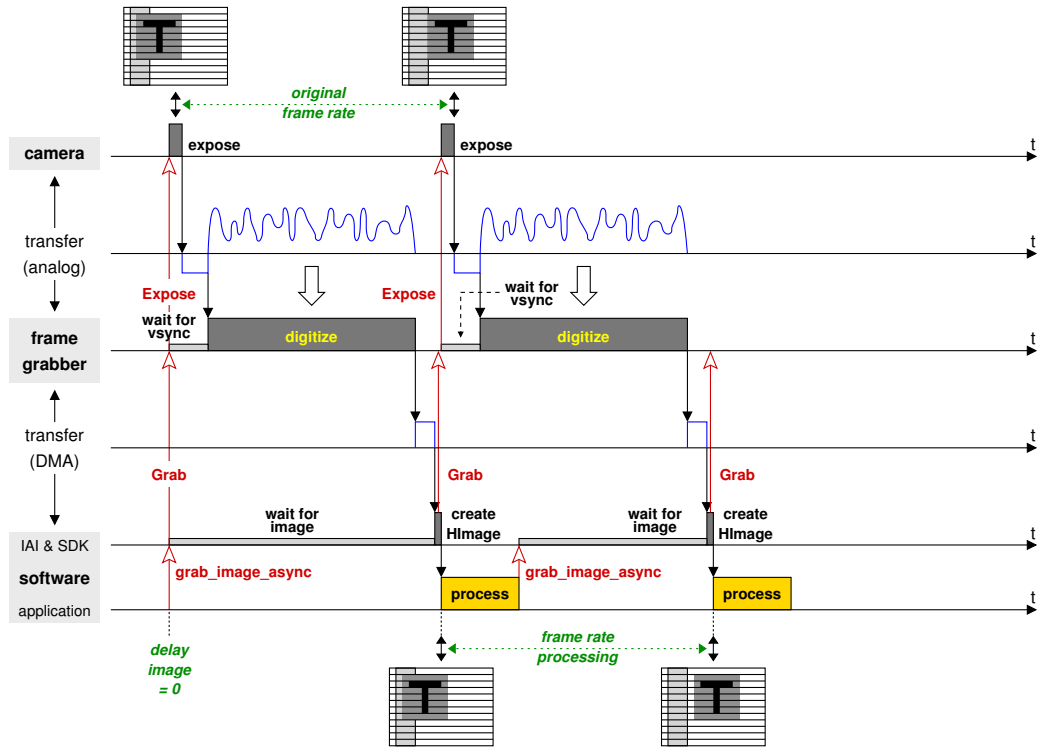 T
T
original
frame rate
expose
expose
camera
t
transfer
(analog)
t
Expose
Expose
wait for
vsync
wait for
vsync
frame
grabber
digitize
digitize
t
transfer
(DMA)
t
Grab
Grab
Grab
wait for
image
create
HImage
wait for
image
create
HImage
IAI & SDK
software
application
t
grab_image_async
grab_image_async
process
process
t
delay
image
= 0
frame rate
processing
T
T